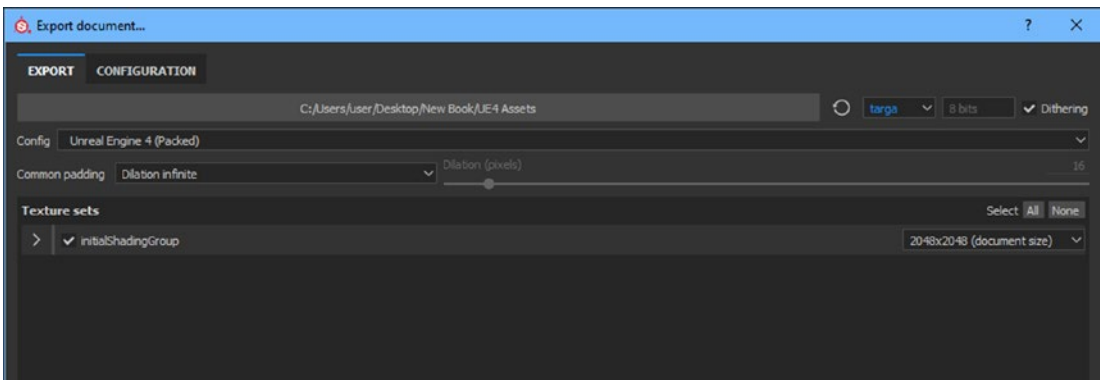 Export document... ?
EXPORT CONFIGURATION
C:/Users/user/Desktop/New Book/UE4 Assets targa 8 bits Dithering
Config Unreal Engine 4 (Packed)
Common padding Dilation infinite Dilation (pixels) 16
Texture sets Select All None
initialShadingGroup 2048x2048 (document size)